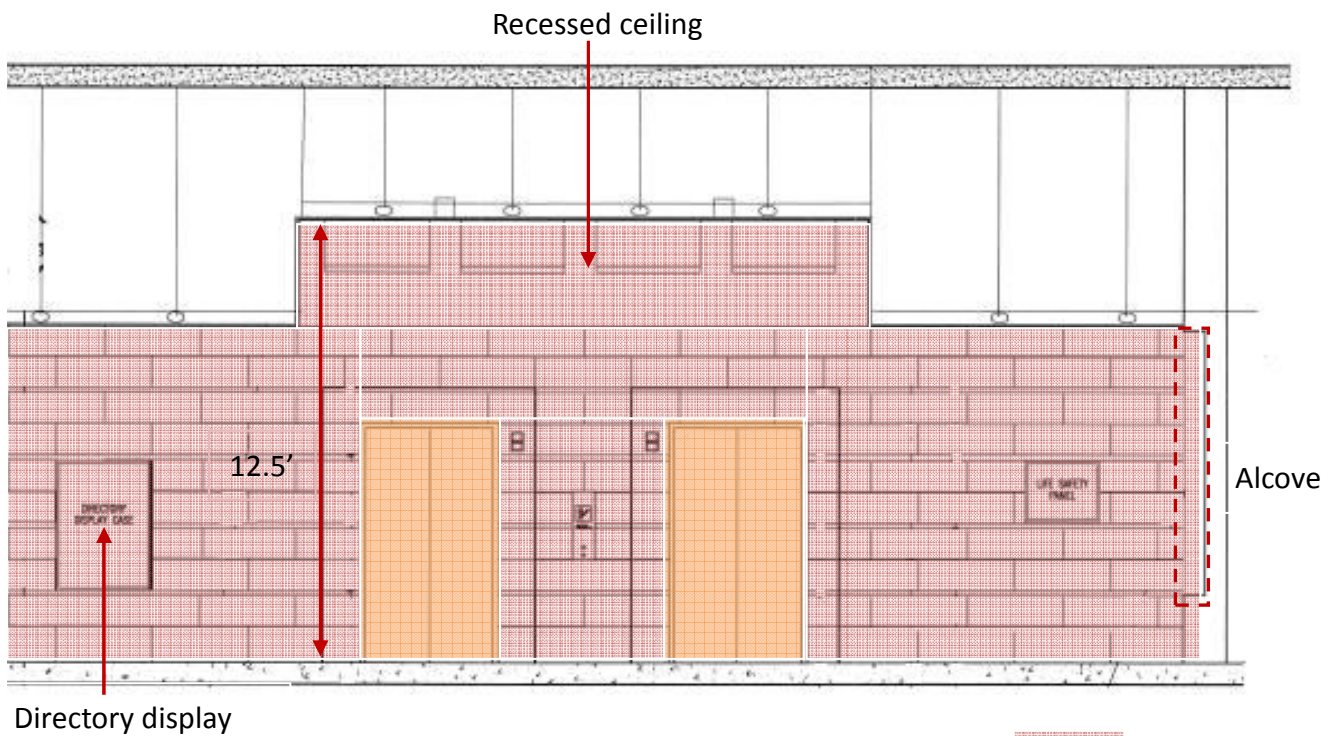 Recessed ceiling
12.5’
DIRECTORY
DISPLAY CASE
LIFE SAFETY
PANEL
Alcove
Directory display